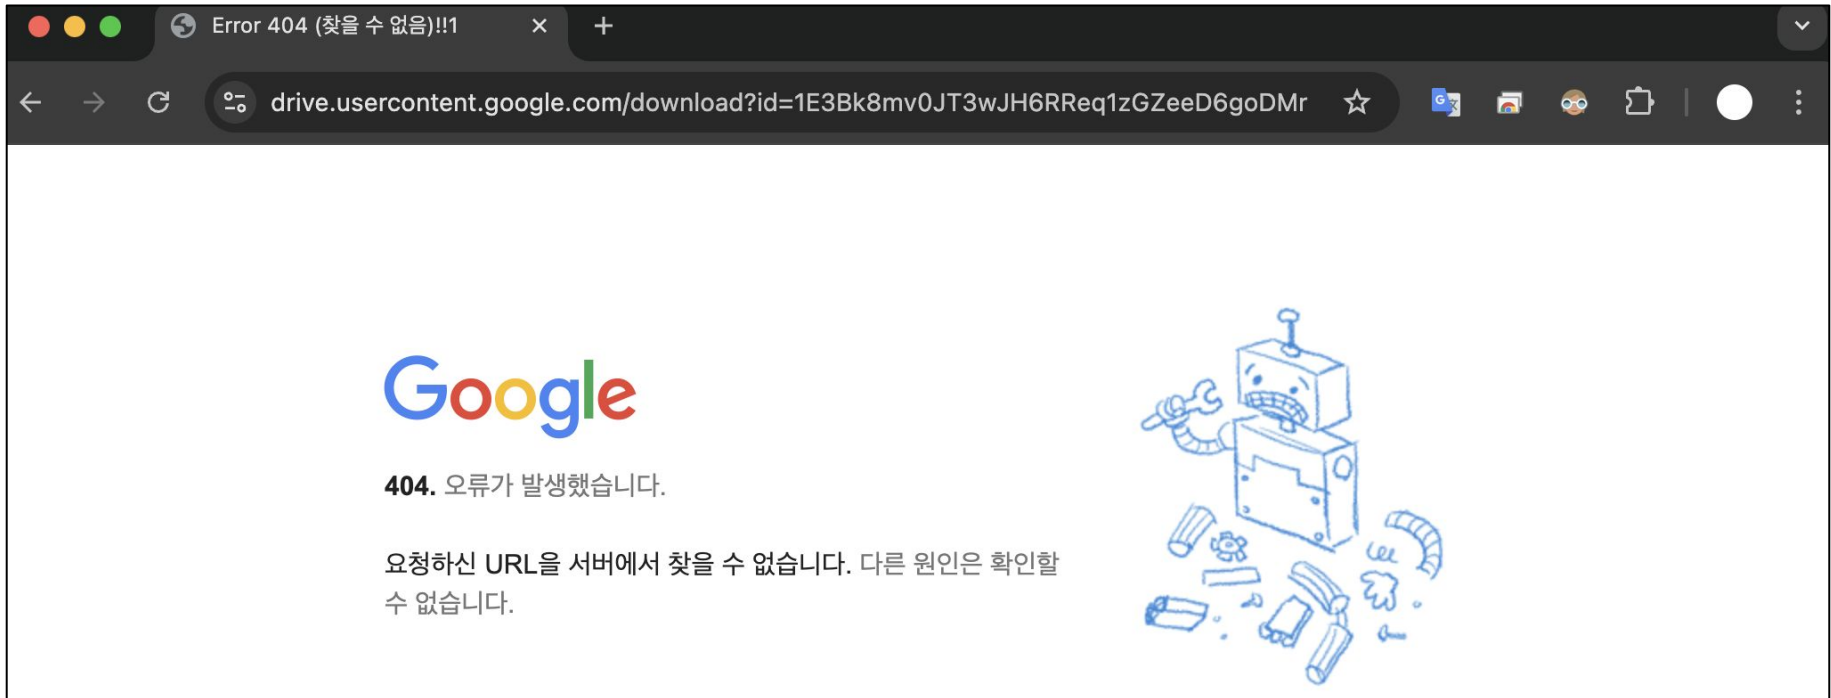 Error 404 (찾을 수 없음)!!1
drive.usercontent.google.com/download?id=1E3Bk8mv0JT3wJH6RReq1zGZeeD6goDMr
Google
404. 오류가 발생했습니다.
요청하신 URL을 서버에서 찾을 수 없습니다. 다른 원인은 확인할
수 없습니다.